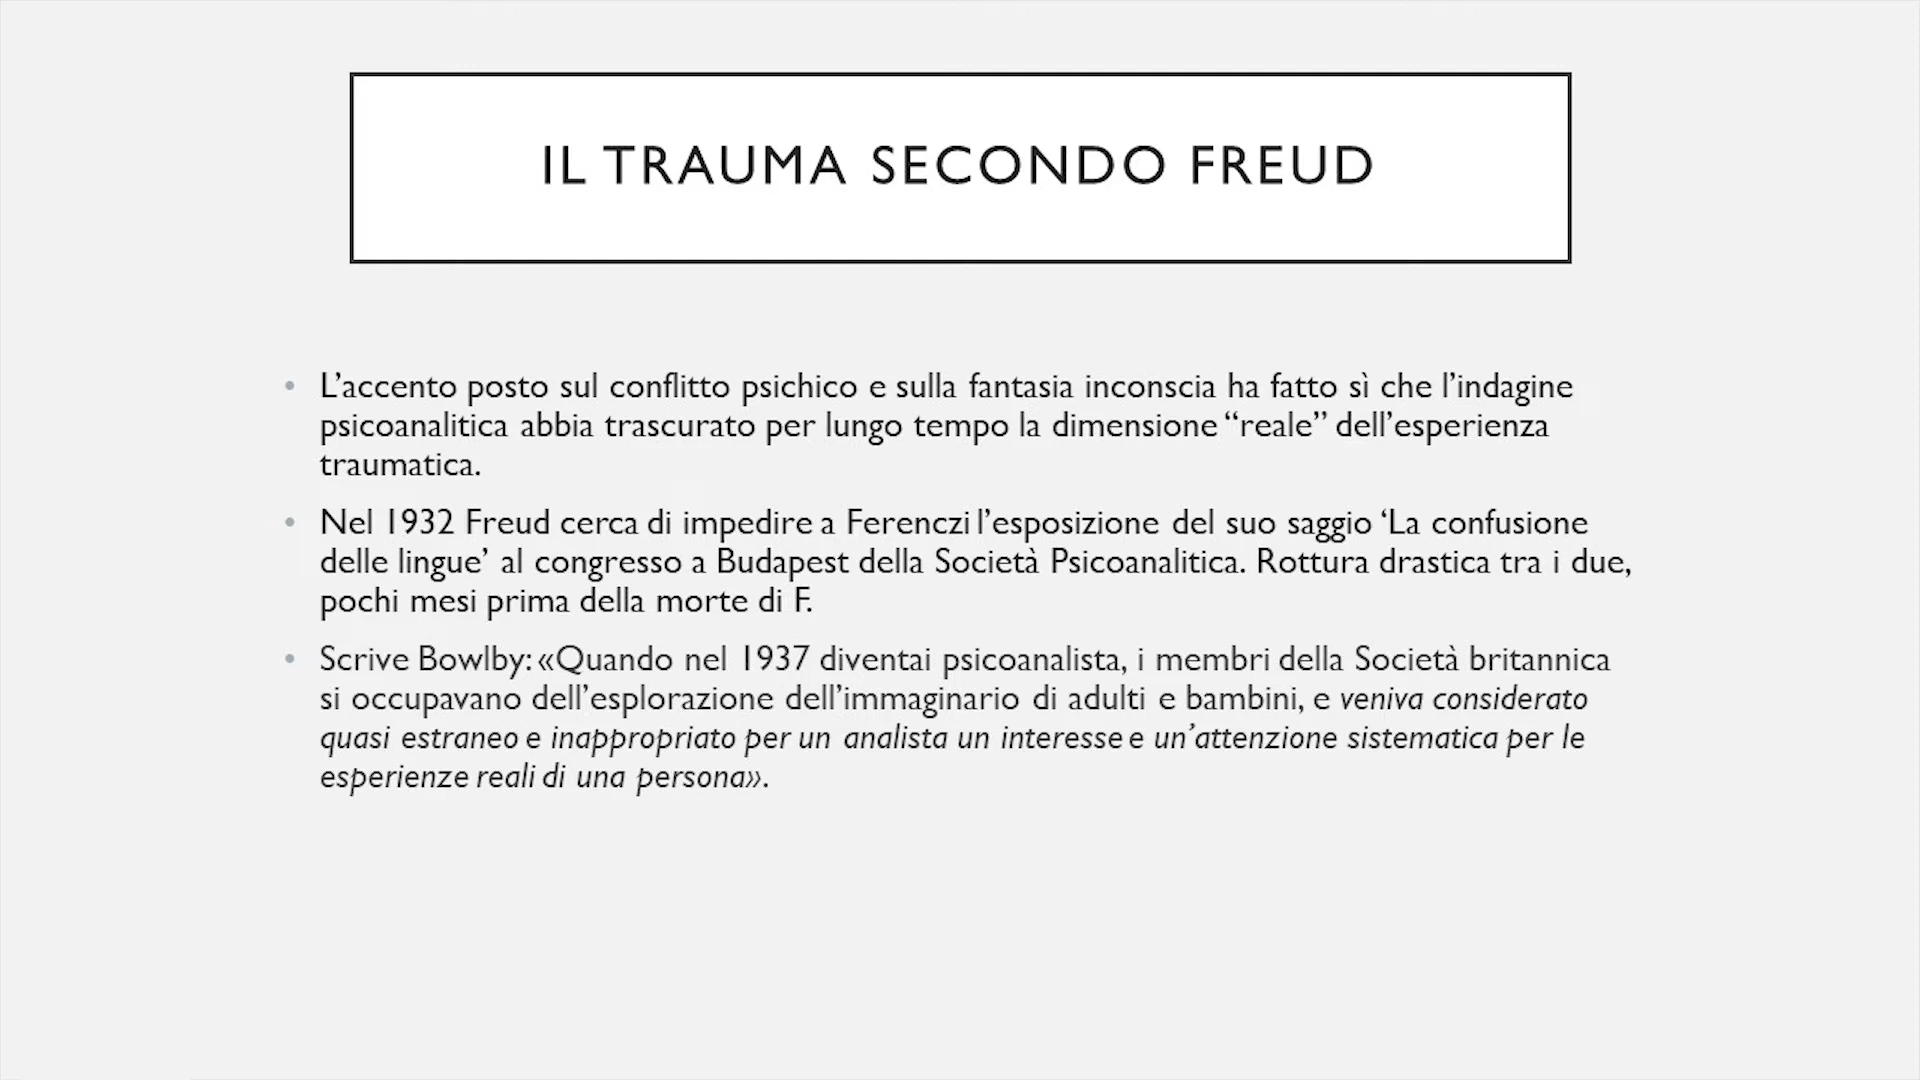 IL TRAUMA SECONDO FREUD
• L’accento posto sul conflitto psichico e sulla fantasia inconscia ha fatto sì che l’indagine
psicoanalitica abbia trascurato per lungo tempo la dimensione “reale” dell’esperienza
traumatica.
• Nel 1932 Freud cerca di impedire a Ferenczi l’esposizione del suo saggio ‘La confusione
delle lingue’ al congresso a Budapest della Società Psicoanalitica. Rottura drastica tra i due,
pochi mesi prima della morte di F.
• Scrive Bowlby: «Quando nel 1937 diventai psicoanalista, i membri della Società britannica
si occupavano dell’esplorazione dell’immaginario di adulti e bambini, e veniva considerato
quasi estraneo e inappropriato per un analista un interesse e un’attenzione sistematica per le
esperienze reali di una persona».